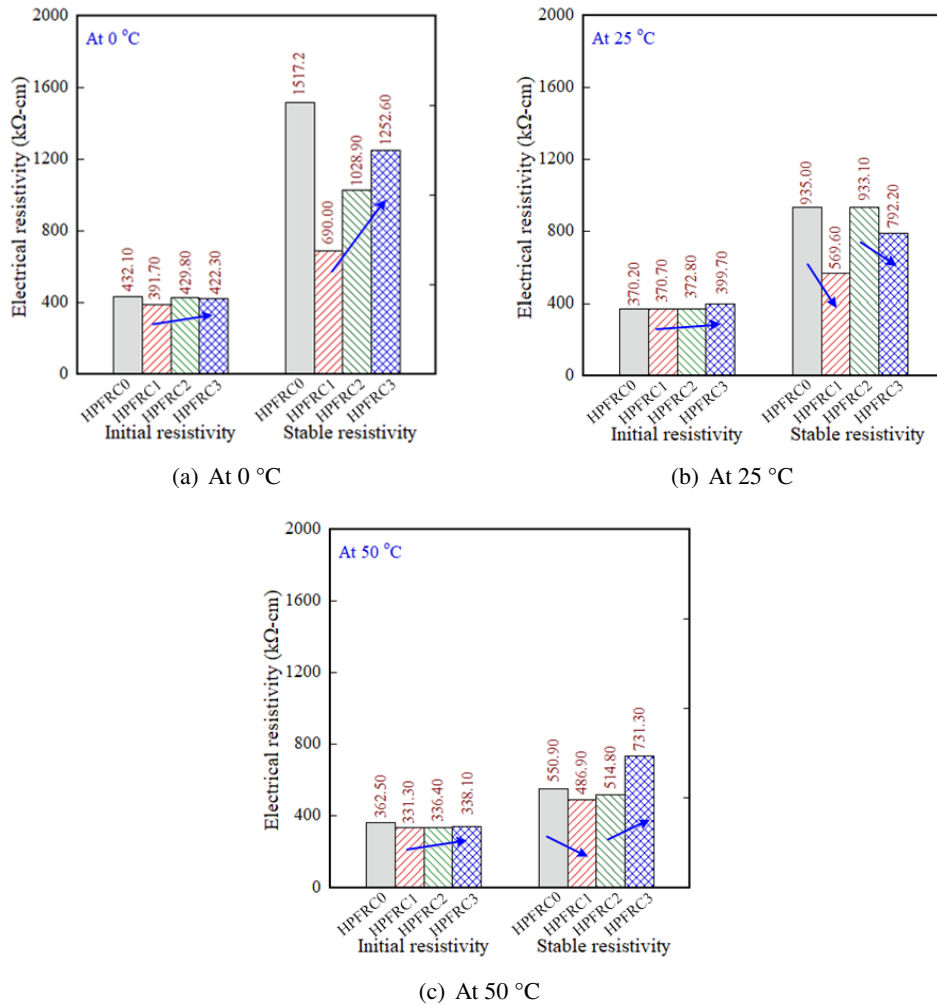 At 0 °C
Electrical resistivity (kΩ-cm)
2000
1600
1200
800
400
0
432.10
391.70
429.80
422.30
1517.2
690.00
1028.90
1252.60
HPFRC0
HPFRC1
HPFRC2
HPFRC3
HPFRC0
HPFRC1
HPFRC2
HPFRC3
Initial resistivity
Stable resistivity
(a) At 0 °C
At 25 °C
Electrical resistivity (kΩ-cm)
2000
1600
1200
800
400
0
370.20
370.70
372.80
399.70
935.00
569.60
933.10
792.20
HPFRC0
HPFRC1
HPFRC2
HPFRC3
HPFRC0
HPFRC1
HPFRC2
HPFRC3
Initial resistivity
Stable resistivity
(b) At 25 °C
At 50 °C
Electrical resistivity (kΩ-cm)
2000
1600
1200
800
400
0
362.50
331.30
336.40
338.10
550.90
486.90
514.80
731.30
HPFRC0
HPFRC1
HPFRC2
HPFRC3
HPFRC0
HPFRC1
HPFRC2
HPFRC3
Initial resistivity
Stable resistivity
(c) At 50 °C